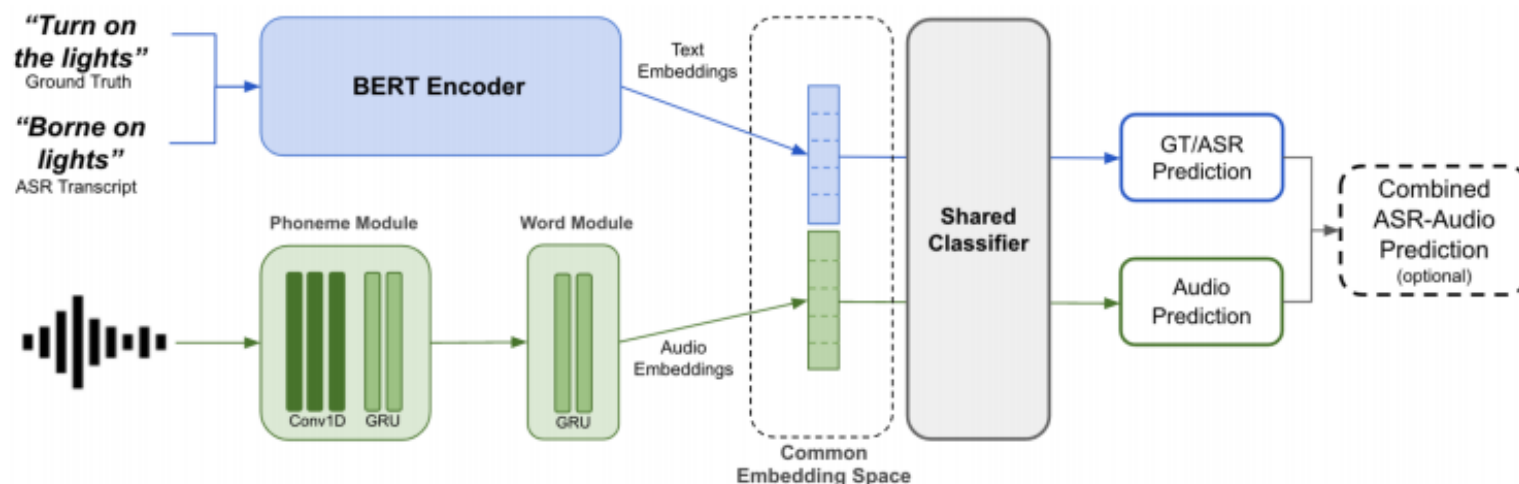 “Turn on
the lights”
Ground Truth
“Borne on
lights”
ASR Transcript
BERT Encoder
Text
Embeddings
Phoneme Module
Conv1D
GRU
Word Module
GRU
Audio
Embeddings
Common
Embedding Space
Shared
Classifier
GT/ASR
Prediction
Audio
Prediction
Combined
ASR-Audio
Prediction
(optional)